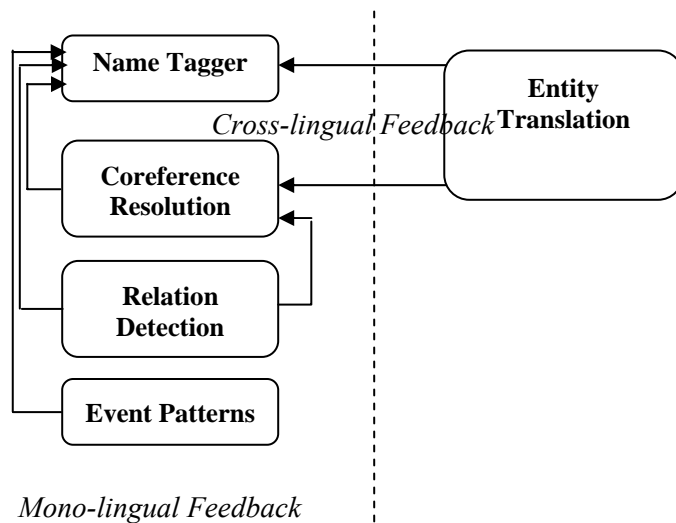 Name Tagger
Entity
Translation
Cross-lingual Feedback
Coreference
Resolution
Relation
Detection
Event Patterns
Mono-lingual Feedback